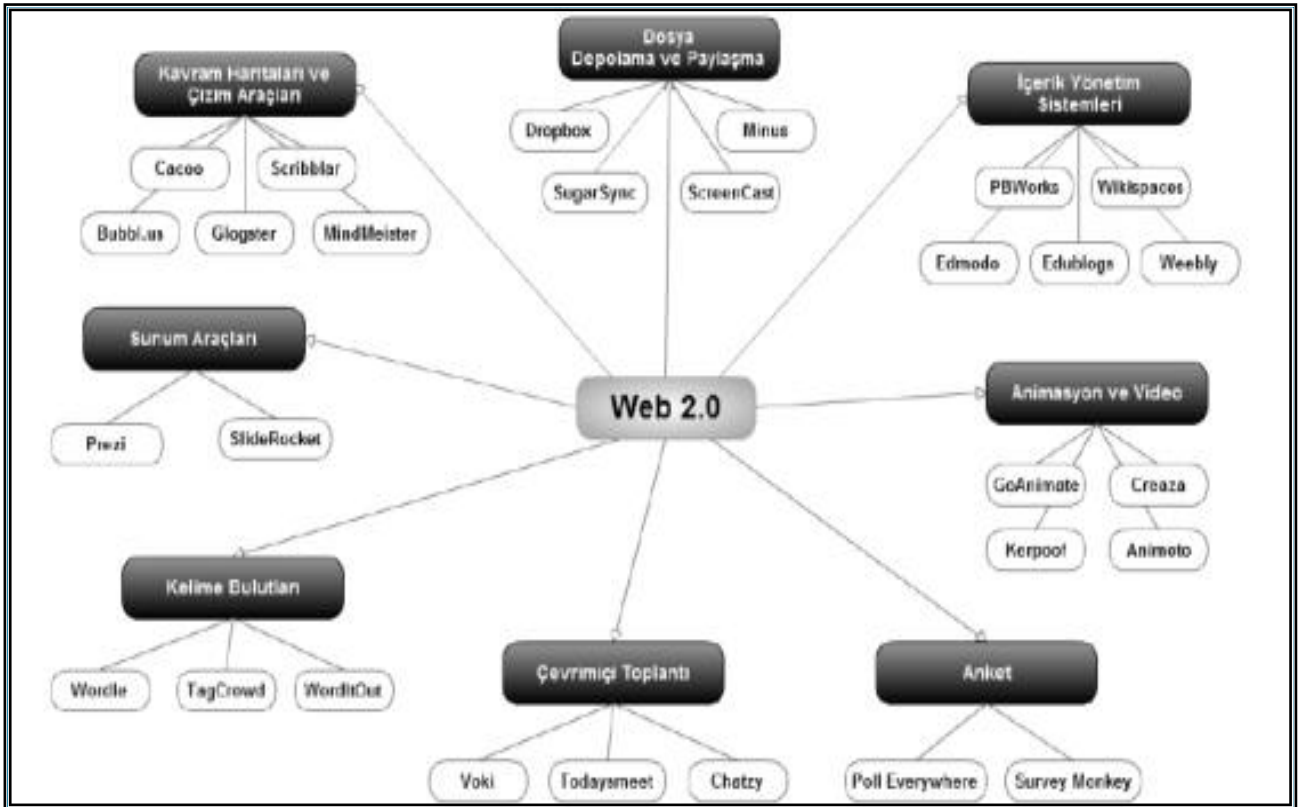 Dosya
Depolama ve Paylaşma
Dropbox
Minus
SugarSync
ScreenCast
Kavram Haritaları ve
Çizim Araçları
Cacoo
Scribblar
Bubbl.us
Glogster
MindMeister
İçerik Yönetim
Sistemleri
PBWorks
Wikispaces
Edmodo
Edublogs
Weebly
Sunum Araçları
Prezi
SlideRocket
Web 2.0
Animasyon ve Video
GoAnimate
Creaza
Kerpoof
Animoto
Kelime Bulutları
Wordle
TagCrowd
WordItOut
Çevrimiçi Toplantı
Voki
Todaysmeet
Chatzy
Anket
Poll Everywhere
Survey Monkey